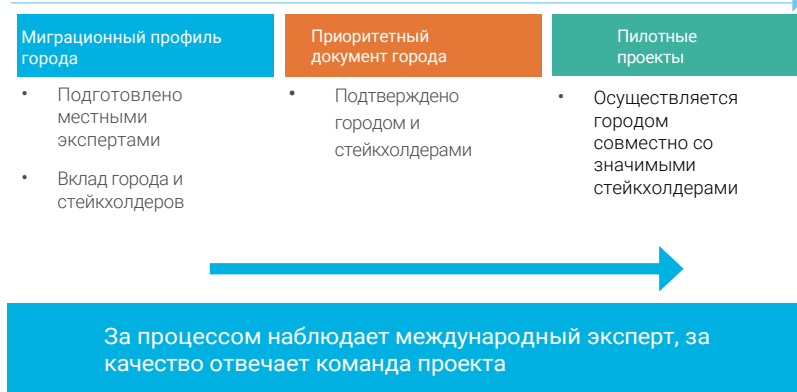 Миграционный профиль
города
• Подготовлено
местными
экспертами
• Вклад города и
стейкхолдеров
Приоритетный
документ города
• Подтверждено
городом и
стейкхолдерами
Пилотные
проекты
• Осуществляется
городом
совместно со
значимыми
стейкхолдерами
За процессом наблюдает международный эксперт, за
качество отвечает команда проекта